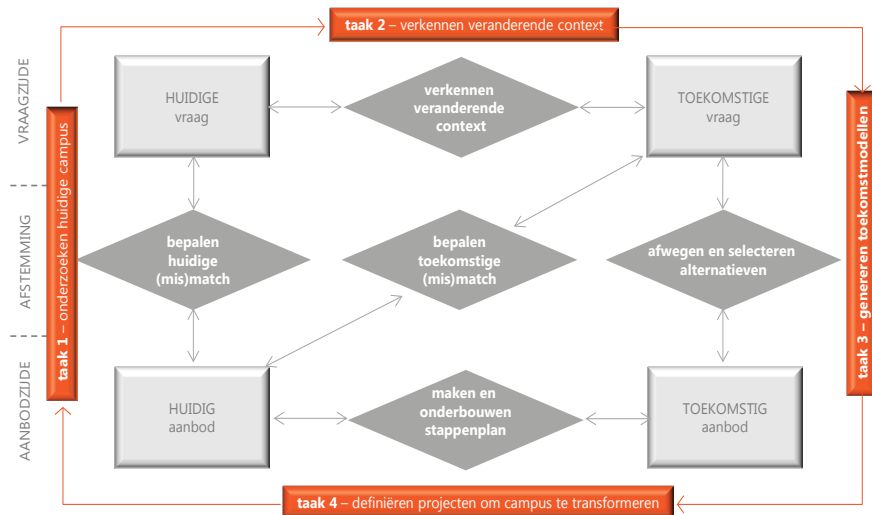 taak 2 – verkennen veranderende context
VRAAGZIJDE
HUIDIGE
vraag
verkennen
veranderende
context
TOEKOMSTIGE
vraag
taak 1 – onderzoeken huidige campus
AFSTEMMING
bepalen
huidige
(mis)match
bepalen
toekomstige
(mis)match
afwegen en selecteren
alternatieven
taak 3 – genereren toekomstmodellen
AANBODZIJDE
HUIDIG
aanbod
maken en
onderbouwen
stappenplan
TOEKOMSTIG
aanbod
taak 4 – definiëren projecten om campus te transformeren